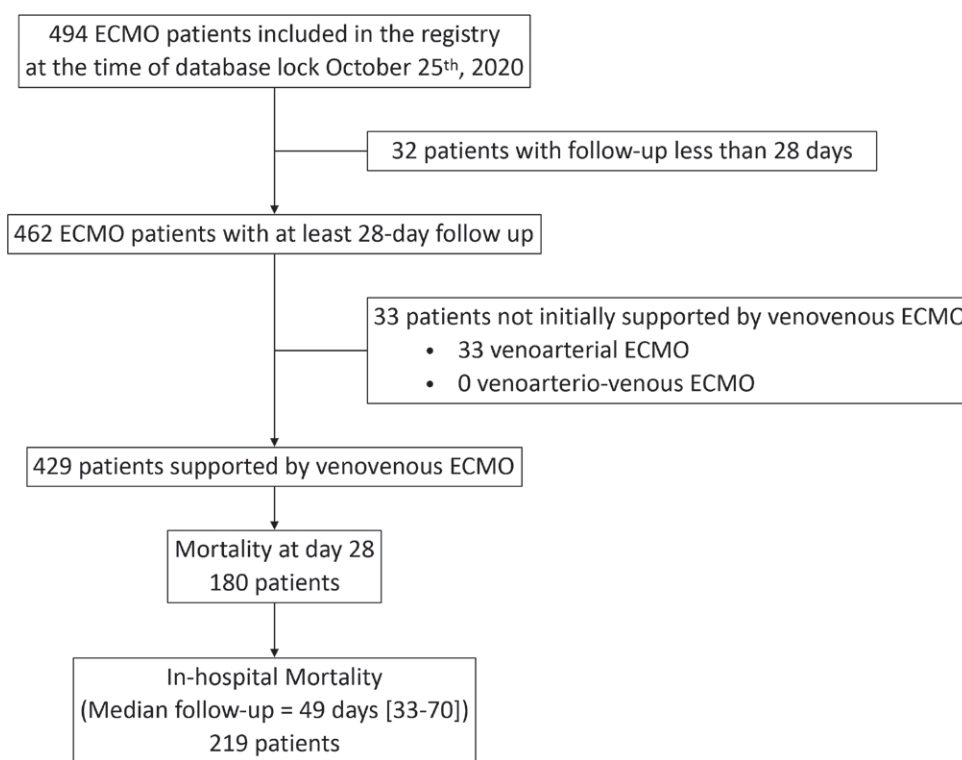 494 ECMO patients included in the registry
at the time of database lock October 25th, 2020
32 patients with follow-up less than 28 days
462 ECMO patients with at least 28-day follow up
33 patients not initially supported by venovenous ECMO
• 33 venoarterial ECMO
• 0 venoarterio-venous ECMO
429 patients supported by venovenous ECMO
Mortality at day 28
180 patients
In-hospital Mortality
(Median follow-up = 49 days [33-70])
219 patients